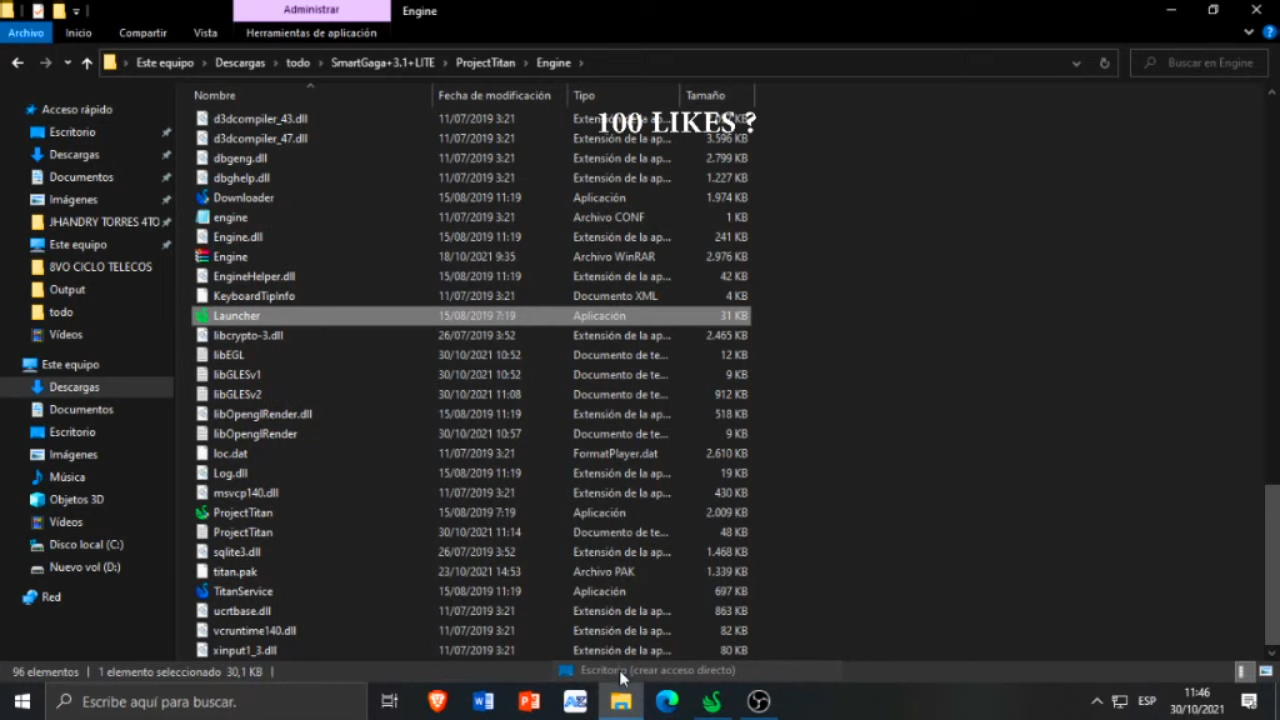 Administrar
Engine
Archivo
Inicio
Compartir
Vista
Herramientas de aplicación
Este equipo › Descargas › todo › SmartGaga+3.1+LITE › ProjectTitan › Engine ›
Buscar en Engine
Nombre
Fecha de modificación
Tipo
Tamaño
100 LIKES ?
Acceso rápido
Escritorio
Descargas
Documentos
Imágenes
JHANDRY TORRES 4TO
Este equipo
8VO CICLO TELECOS
Output
todo
Vídeos
Este equipo
Descargas
Documentos
Escritorio
Imágenes
Música
Objetos 3D
Vídeos
Disco local (C:)
Nuevo vol (D:)
Red
d3dcompiler_43.dll 11/07/2019 3:21
d3dcompiler_47.dll 11/07/2019 3:21 Extensión de la ap... 3.596 KB
dbgeng.dll 11/07/2019 3:21 Extensión de la ap... 2.799 KB
dbghelp.dll 11/07/2019 3:21 Extensión de la ap... 1.227 KB
Downloader 15/08/2019 11:19 Aplicación 1.974 KB
engine 11/07/2019 3:21 Archivo CONF 1 KB
Engine.dll 15/08/2019 11:19 Extensión de la ap... 241 KB
Engine 18/10/2021 9:35 Archivo WinRAR 2.976 KB
EngineHelper.dll 15/08/2019 11:19 Extensión de la ap... 42 KB
KeyboardTipInfo 11/07/2019 3:21 Documento XML 4 KB
Launcher 15/08/2019 7:19 Aplicación 31 KB
libcrypto-3.dll 26/07/2019 3:52 Extensión de la ap... 2.465 KB
libEGL 30/10/2021 10:52 Documento de te... 12 KB
libGLESv1 30/10/2021 10:52 Documento de te... 9 KB
libGLESv2 30/10/2021 11:08 Documento de te... 912 KB
libOpenglRender.dll 15/08/2019 11:19 Extensión de la ap... 518 KB
libOpenglRender 30/10/2021 10:57 Documento de te... 9 KB
loc.dat 11/07/2019 3:21 FormatPlayer.dat 2.610 KB
Log.dll 15/08/2019 11:19 Extensión de la ap... 19 KB
msvcp140.dll 11/07/2019 3:21 Extensión de la ap... 430 KB
ProjectTitan 15/08/2019 7:19 Aplicación 2.009 KB
ProjectTitan 30/10/2021 11:14 Documento de te... 48 KB
sqlite3.dll 26/07/2019 3:52 Extensión de la ap... 1.468 KB
titan.pak 23/10/2021 14:53 Archivo PAK 1.339 KB
TitanService 15/08/2019 11:19 Aplicación 697 KB
ucrtbase.dll 11/07/2019 3:21 Extensión de la ap... 863 KB
vcruntime140.dll 11/07/2019 3:21 Extensión de la ap... 82 KB
xinput1_3.dll 11/07/2019 3:21 Extensión de la ap... 80 KB
96 elementos
1 elemento seleccionado 30,1 KB
Escritorio (crear acceso directo)
Escribe aquí para buscar.
ESP
11:46
30/10/2021